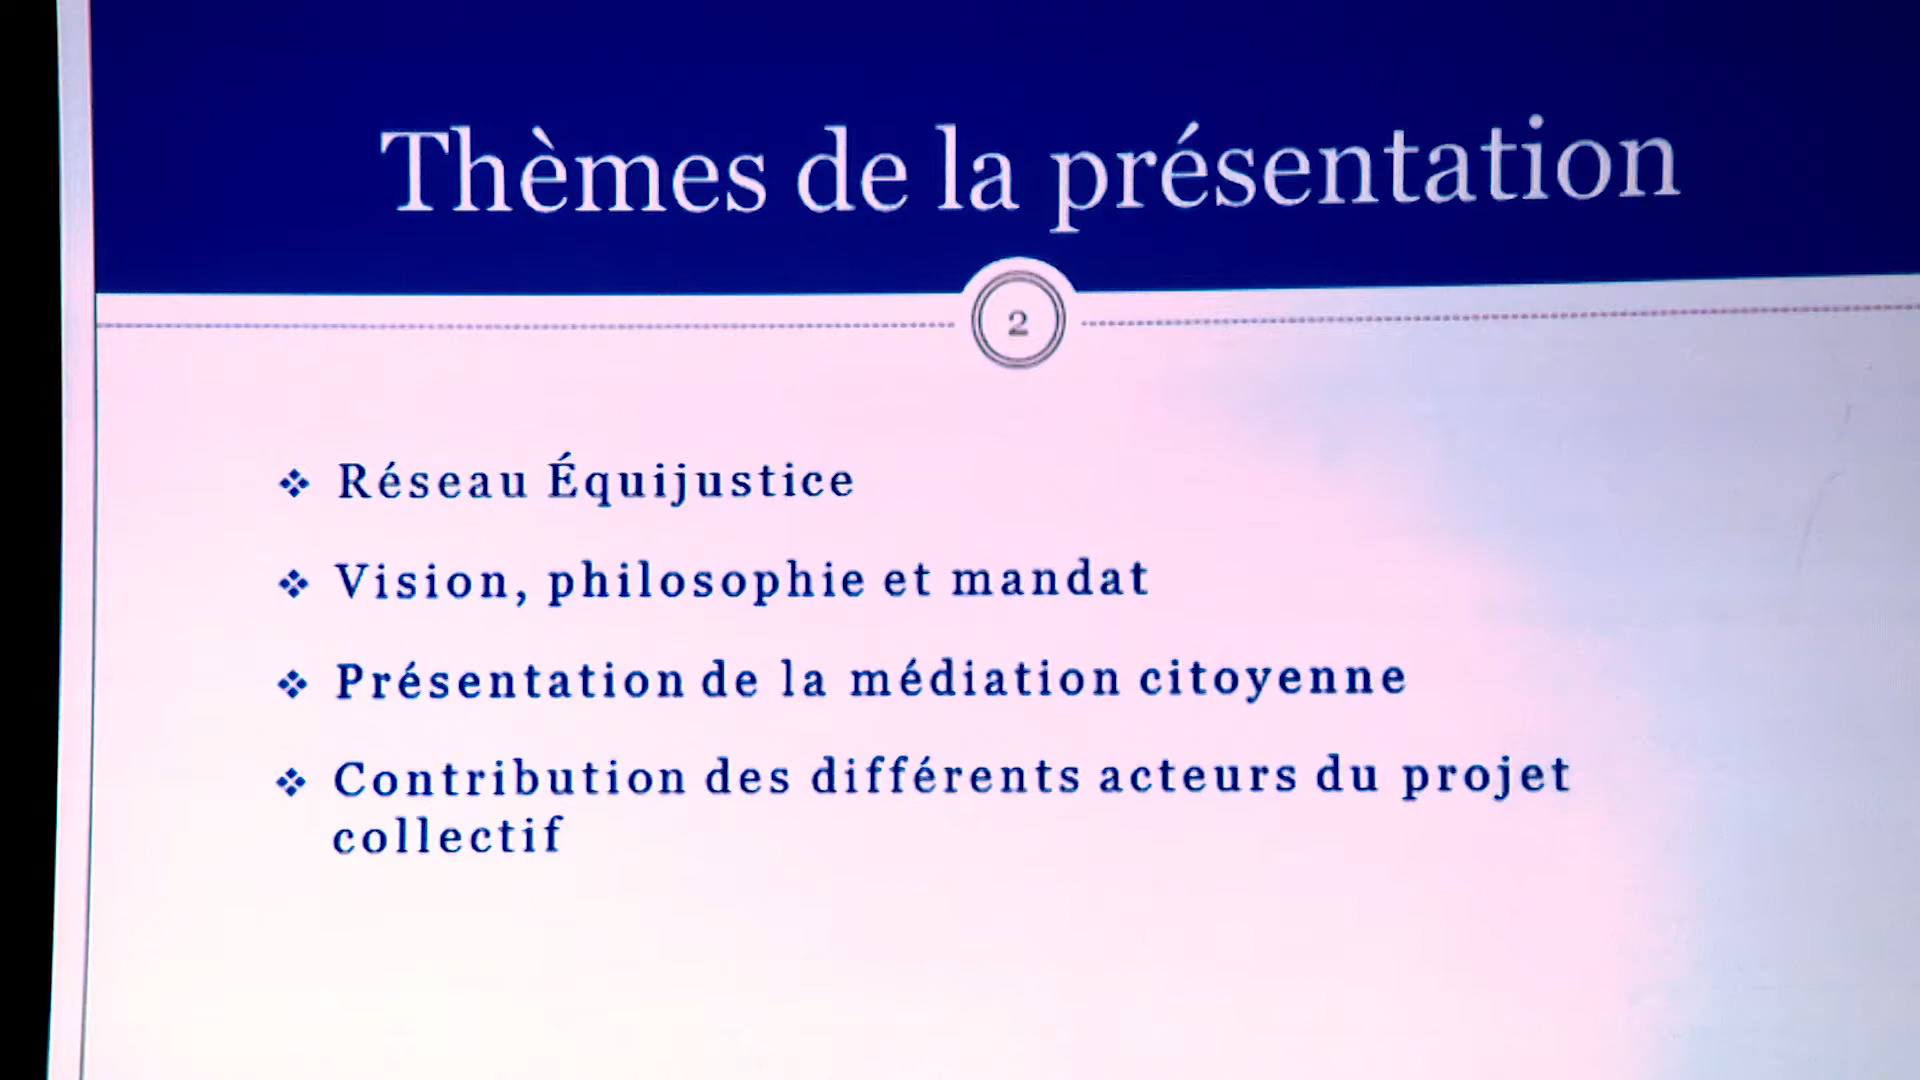 Thèmes de la présentation
2
❖ Réseau Équijustice
❖ Vision, philosophie et mandat
❖ Présentation de la médiation citoyenne
❖ Contribution des différents acteurs du projet
collectif